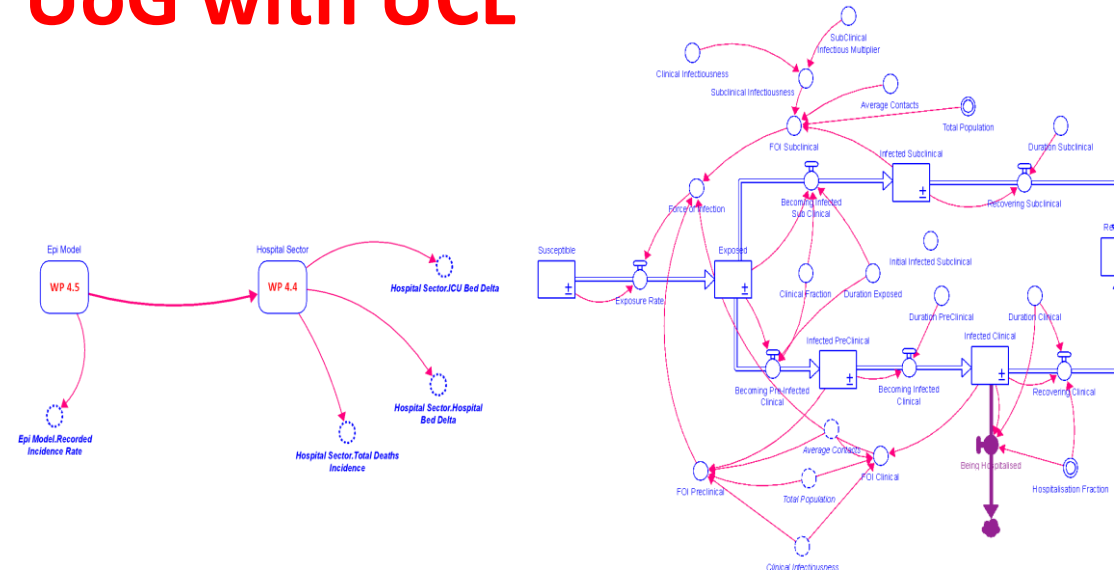 UoG with UCL
SubClinical
Infectious Multiplier
Clinical Infectiousness
Subclinical Infectiousness
Average Contacts
Total Population
FOI Subclinical
Infected Subclinical
Duration Subclinical
Force of Infection
Becoming Infected
Sub Clinical
Recovering Subclinical
Epi Model
WP 4.5
Hospital Sector
WP 4.4
Hospital Sector.ICU Bed Delta
Susceptible
Exposed
Initial Infected Subclinical
Exposure Rate
Clinical Fraction
Duration Exposed
Duration PreClinical
Duration Clinical
Infected PreClinical
Infected Clinical
Becoming Pre-Infected
Clinical
Becoming Infected
Clinical
Recovering Clinical
Hospital Sector.Hospital
Bed Delta
Epi Model.Recorded
Incidence Rate
Hospital Sector.Total Deaths
Incidence
Average Contacts
Being Hospitalised
FOI Preclinical
FOI Clinical
Total Population
Hospitalisation Fraction
Clinical Infectiousness